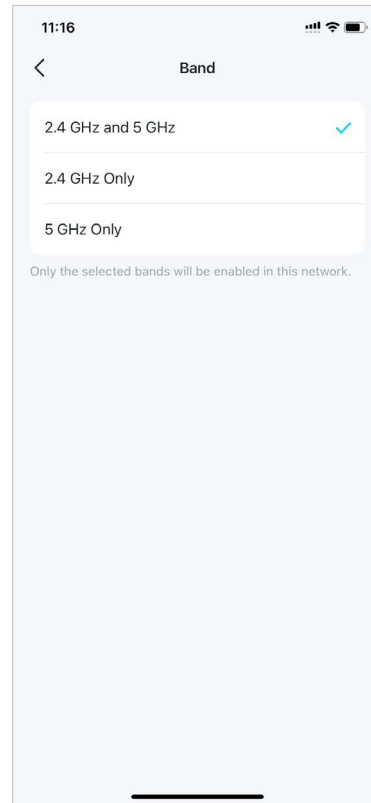 11:16
Band
2.4 GHz and 5 GHz
2.4 GHz Only
5 GHz Only
Only the selected bands will be enabled in this network.